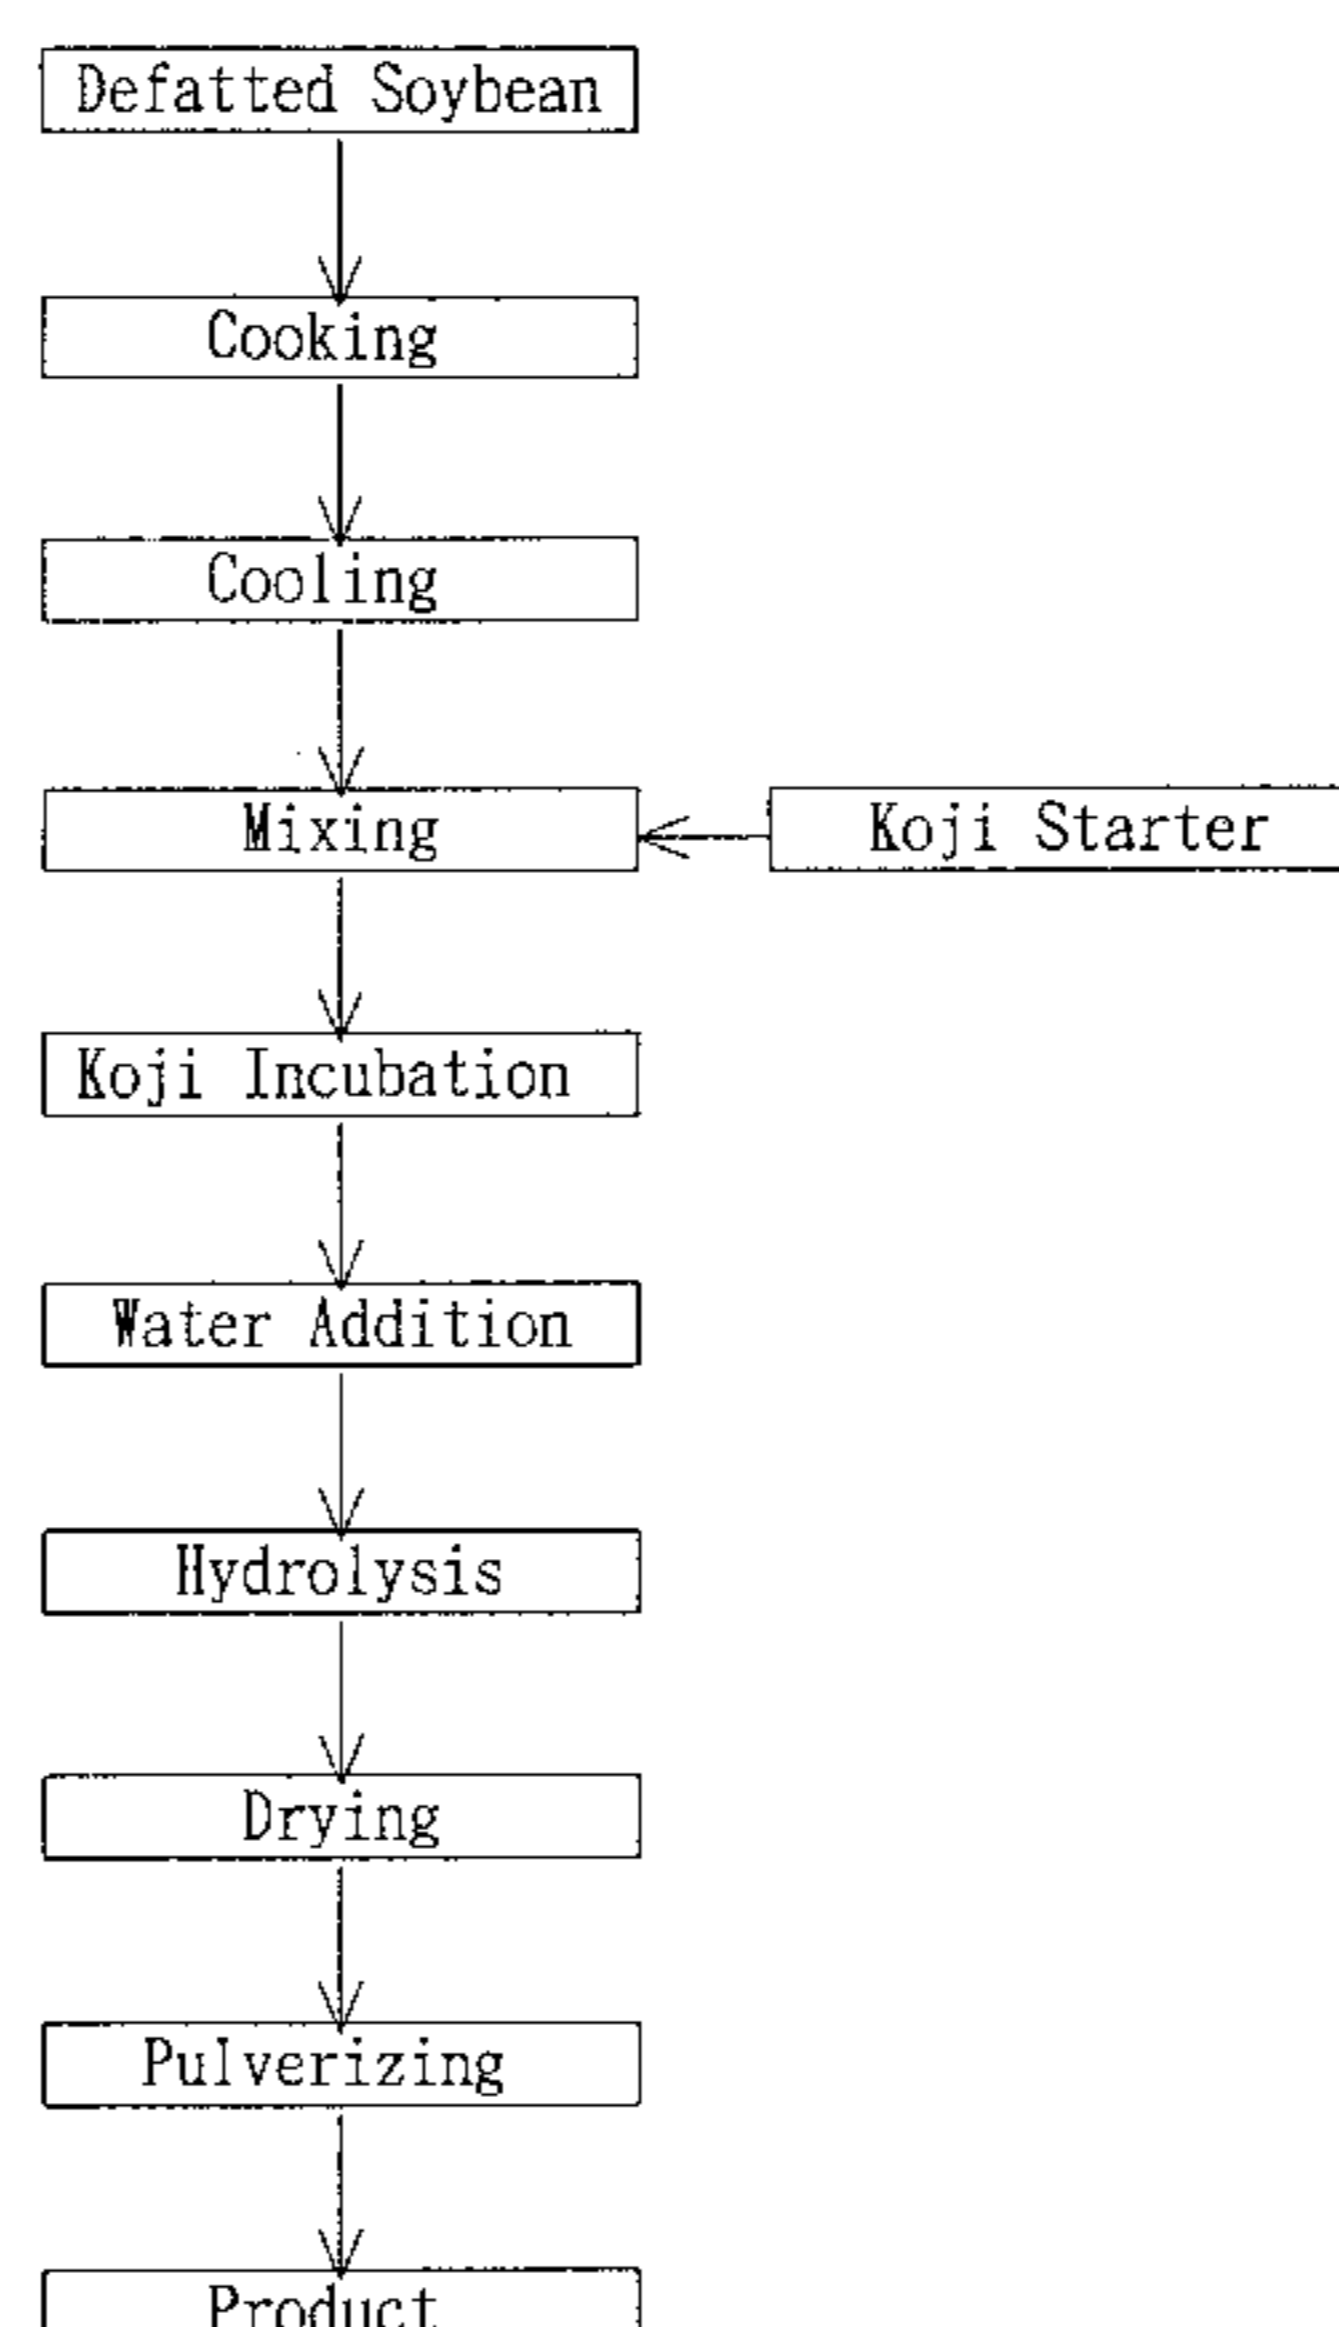 Defatted Soybean
Cooking
Cooling
Mixing
Koji Starter
Koji Incubation
Water Addition
Hydrolysis
Drying
Pulverizing
Product